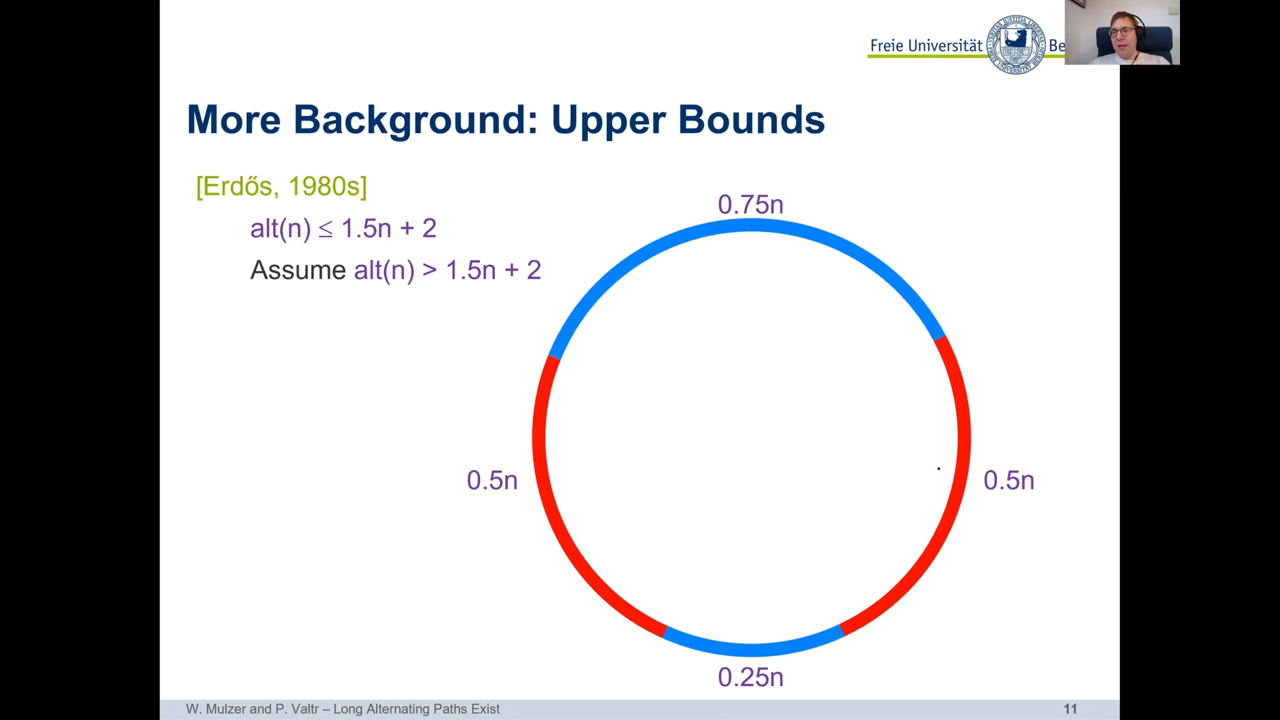 Freie Universität Be
More Background: Upper Bounds
[Erdős, 1980s]
alt(n) ≤ 1.5n + 2
Assume alt(n) > 1.5n + 2
0.75n
0.5n
0.5n
0.25n
W. Mulzer and P. Valtr – Long Alternating Paths Exist
11